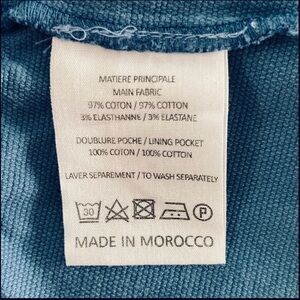 MATIERE PRINCIPALE
MAIN FABRIC
97% COTON / 97% COTTON
3% ELASTHANNE / 3% ELASTANE
DOUBLURE POCHE / LINING POCKET
100% COTON / 100% COTTON
LAVER SEPAREMENT / TO WASH SEPARATELY
30 P
MADE IN MOROCCO